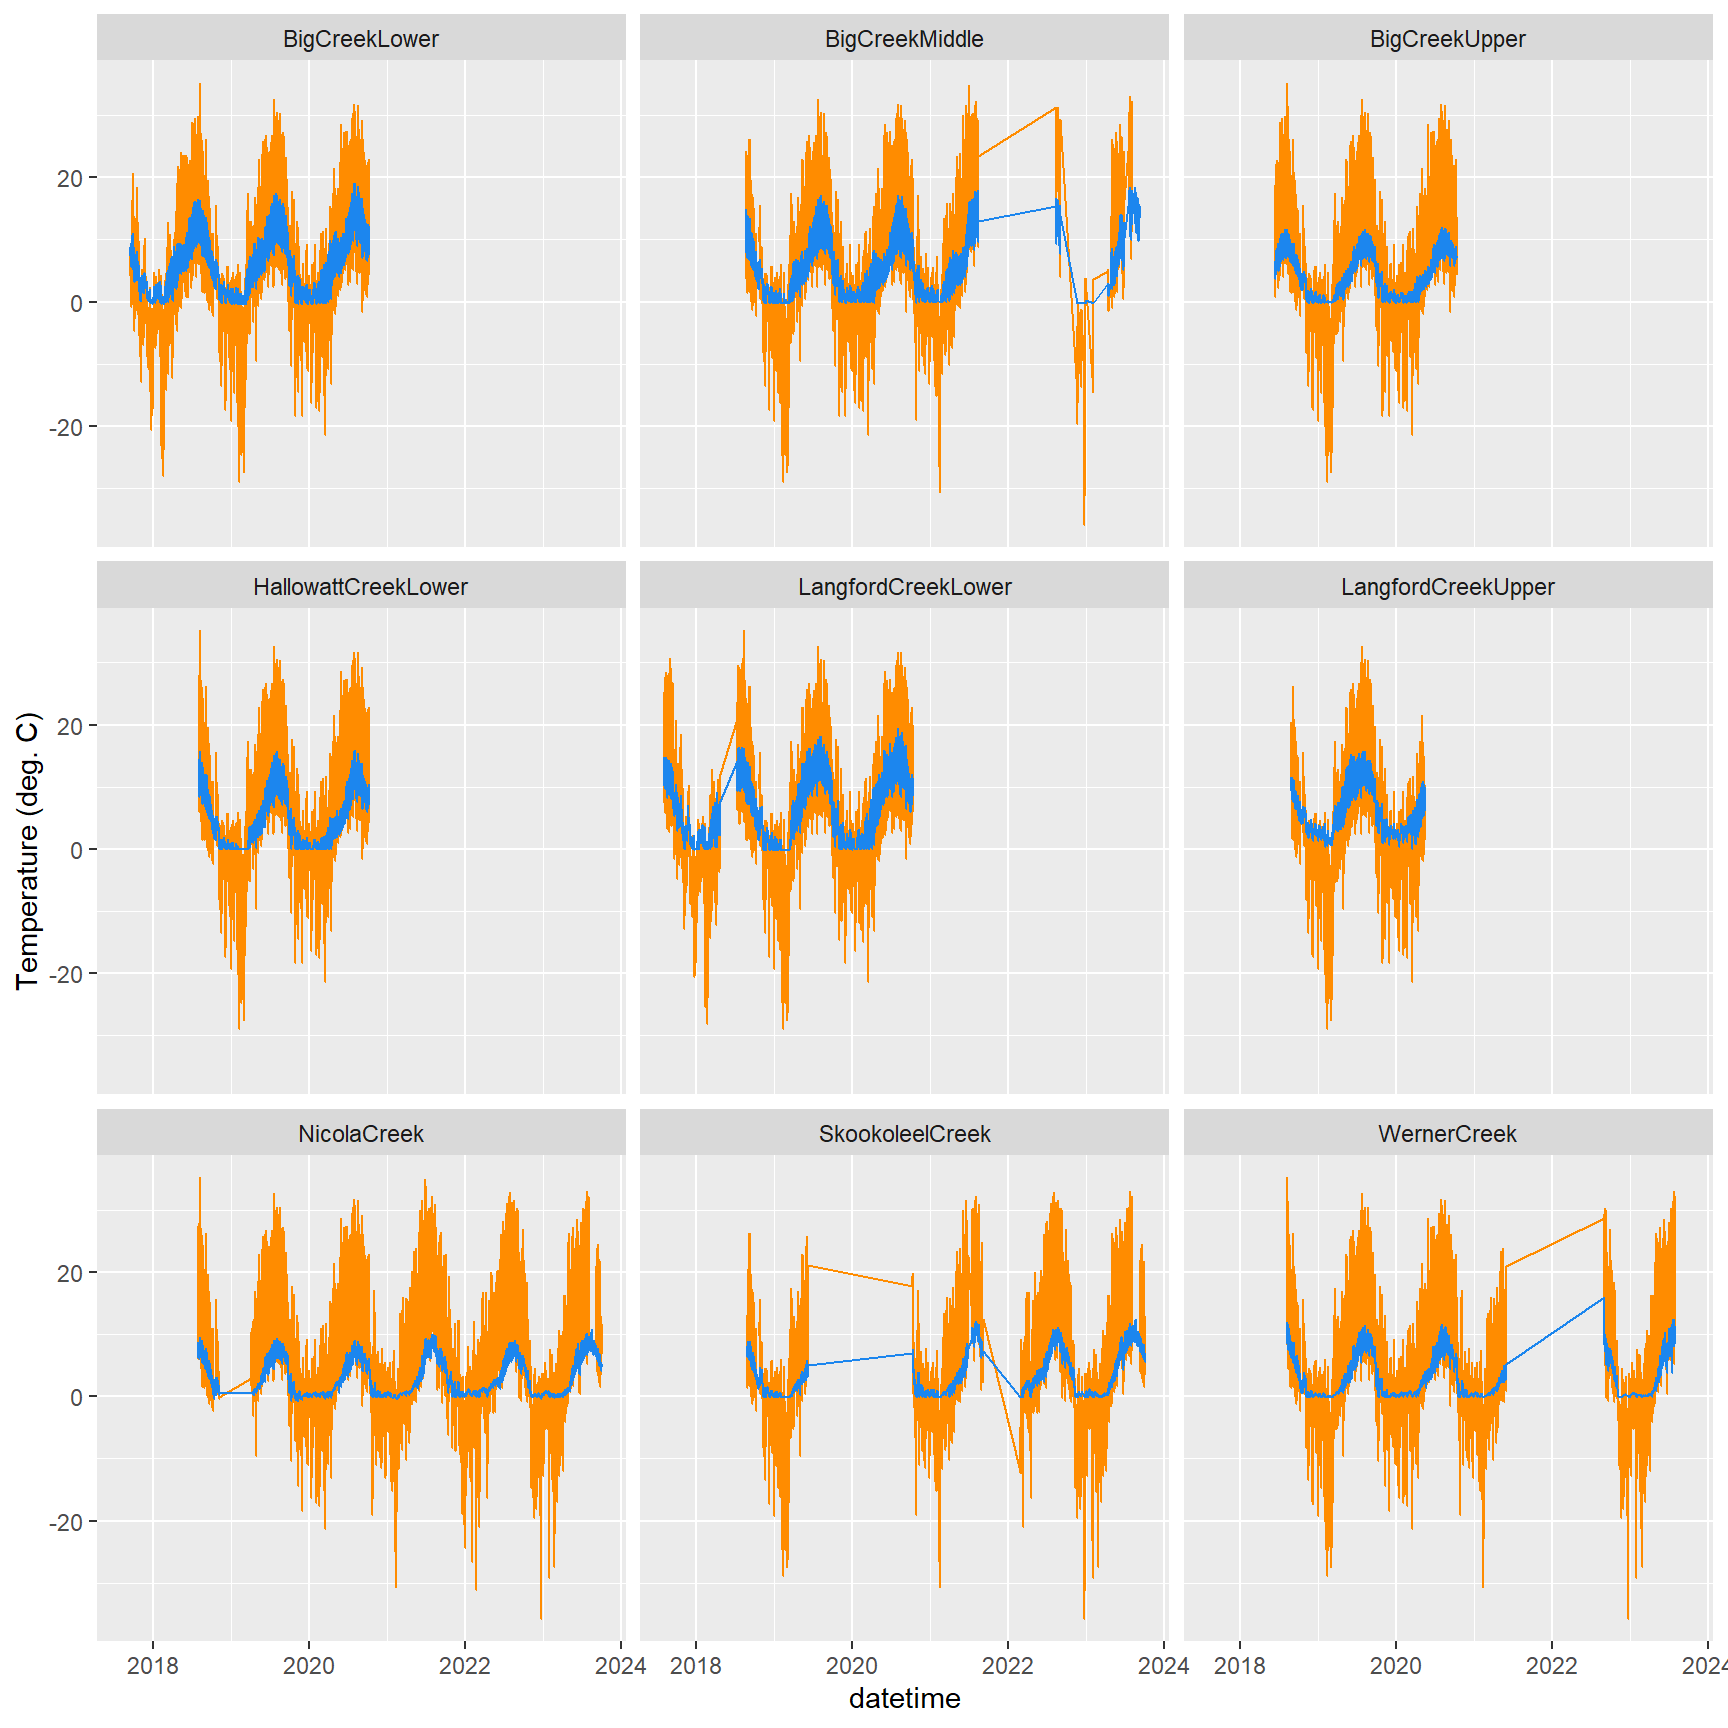 BigCreekLower BigCreekMiddle BigCreekUpper
20
0
-20
HallowattCreekLower LangfordCreekLower LangfordCreekUpper
20
0
-20
Temperature (deg. C)
NicolaCreek SkookoleelCreek WernerCreek
20
0
-20
2018 2020 2022 2024 2018 2020 2022 2024 2018 2020 2022 2024
datetime